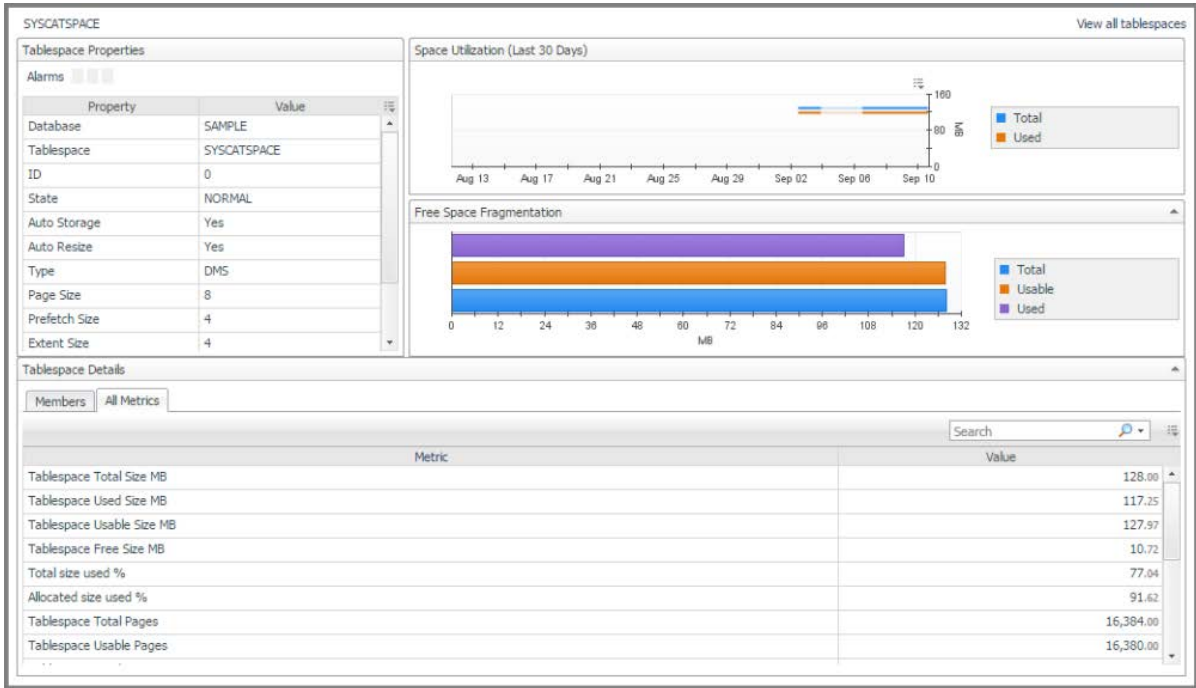 SYSCATSPACE
View all tablespaces
Tablespace Properties
Alarms
Property Value
Database SAMPLE
Tablespace SYSCATSPACE
ID 0
State NORMAL
Auto Storage Yes
Auto Resize Yes
Type DMS
Page Size 8
Prefetch Size 4
Extent Size 4
Space Utilization (Last 30 Days)
160
80
0
MB
Aug 13 Aug 17 Aug 21 Aug 25 Aug 29 Sep 02 Sep 06 Sep 10
Total
Used
Free Space Fragmentation
0 12 24 36 48 60 72 84 96 108 120 132
MB
Total
Usable
Used
Tablespace Details
Members All Metrics
Search
Metric Value
Tablespace Total Size MB 128.00
Tablespace Used Size MB 117.25
Tablespace Usable Size MB 127.97
Tablespace Free Size MB 10.72
Total size used % 77.04
Allocated size used % 91.62
Tablespace Total Pages 16,384.00
Tablespace Usable Pages 16,380.00